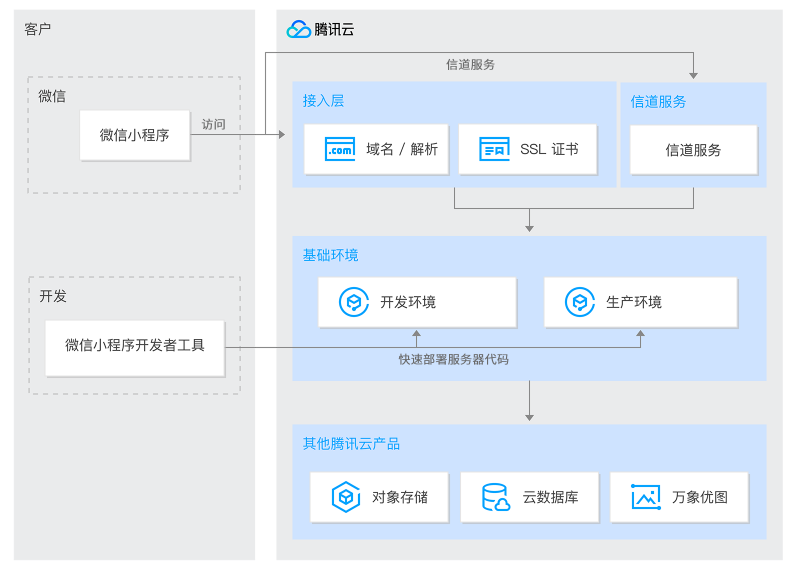 客户
微信
微信小程序
访问
开发
微信小程序开发者工具
腾讯云
信道服务
接入层
.com 域名 / 解析
SSL 证书
信道服务
信道服务
基础环境
开发环境
生产环境
快速部署服务器代码
其他腾讯云产品
对象存储
云数据库
万象优图